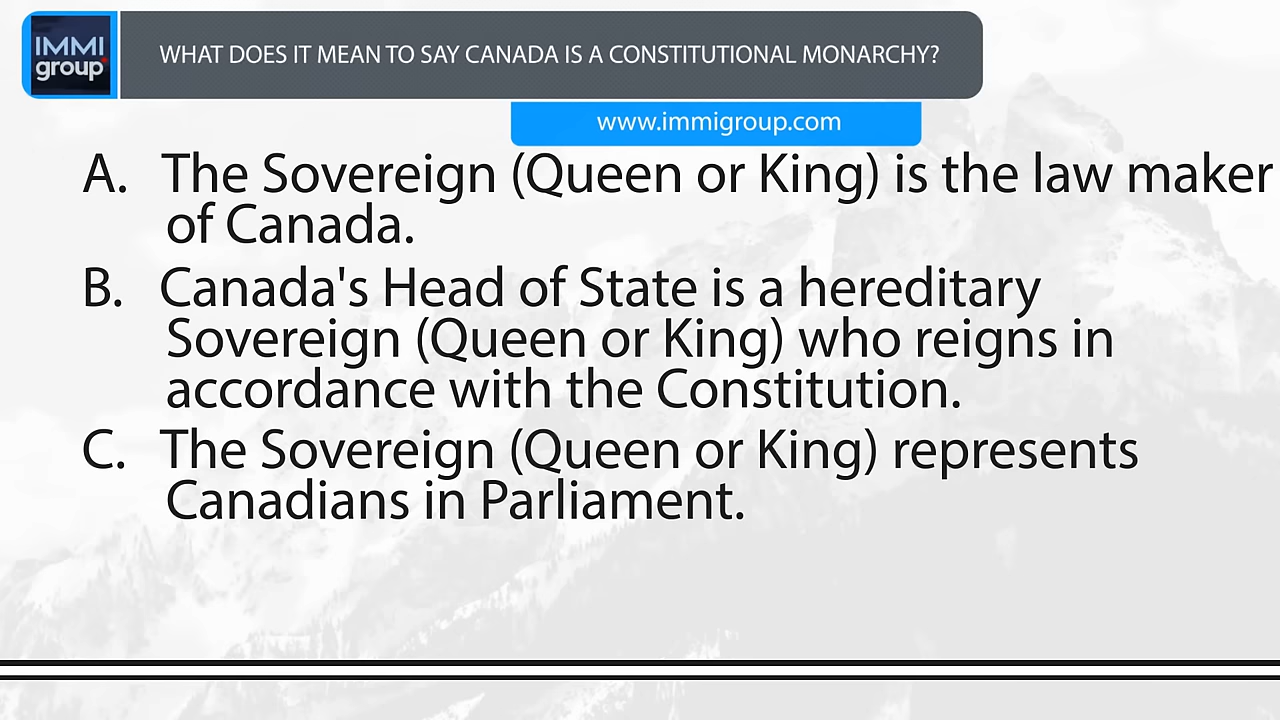 IMMI
group
WHAT DOES IT MEAN TO SAY CANADA IS A CONSTITUTIONAL MONARCHY?
www.immigroup.com
A. The Sovereign (Queen or King) is the law maker
of Canada.
B. Canada's Head of State is a hereditary
Sovereign (Queen or King) who reigns in
accordance with the Constitution.
C. The Sovereign (Queen or King) represents
Canadians in Parliament.